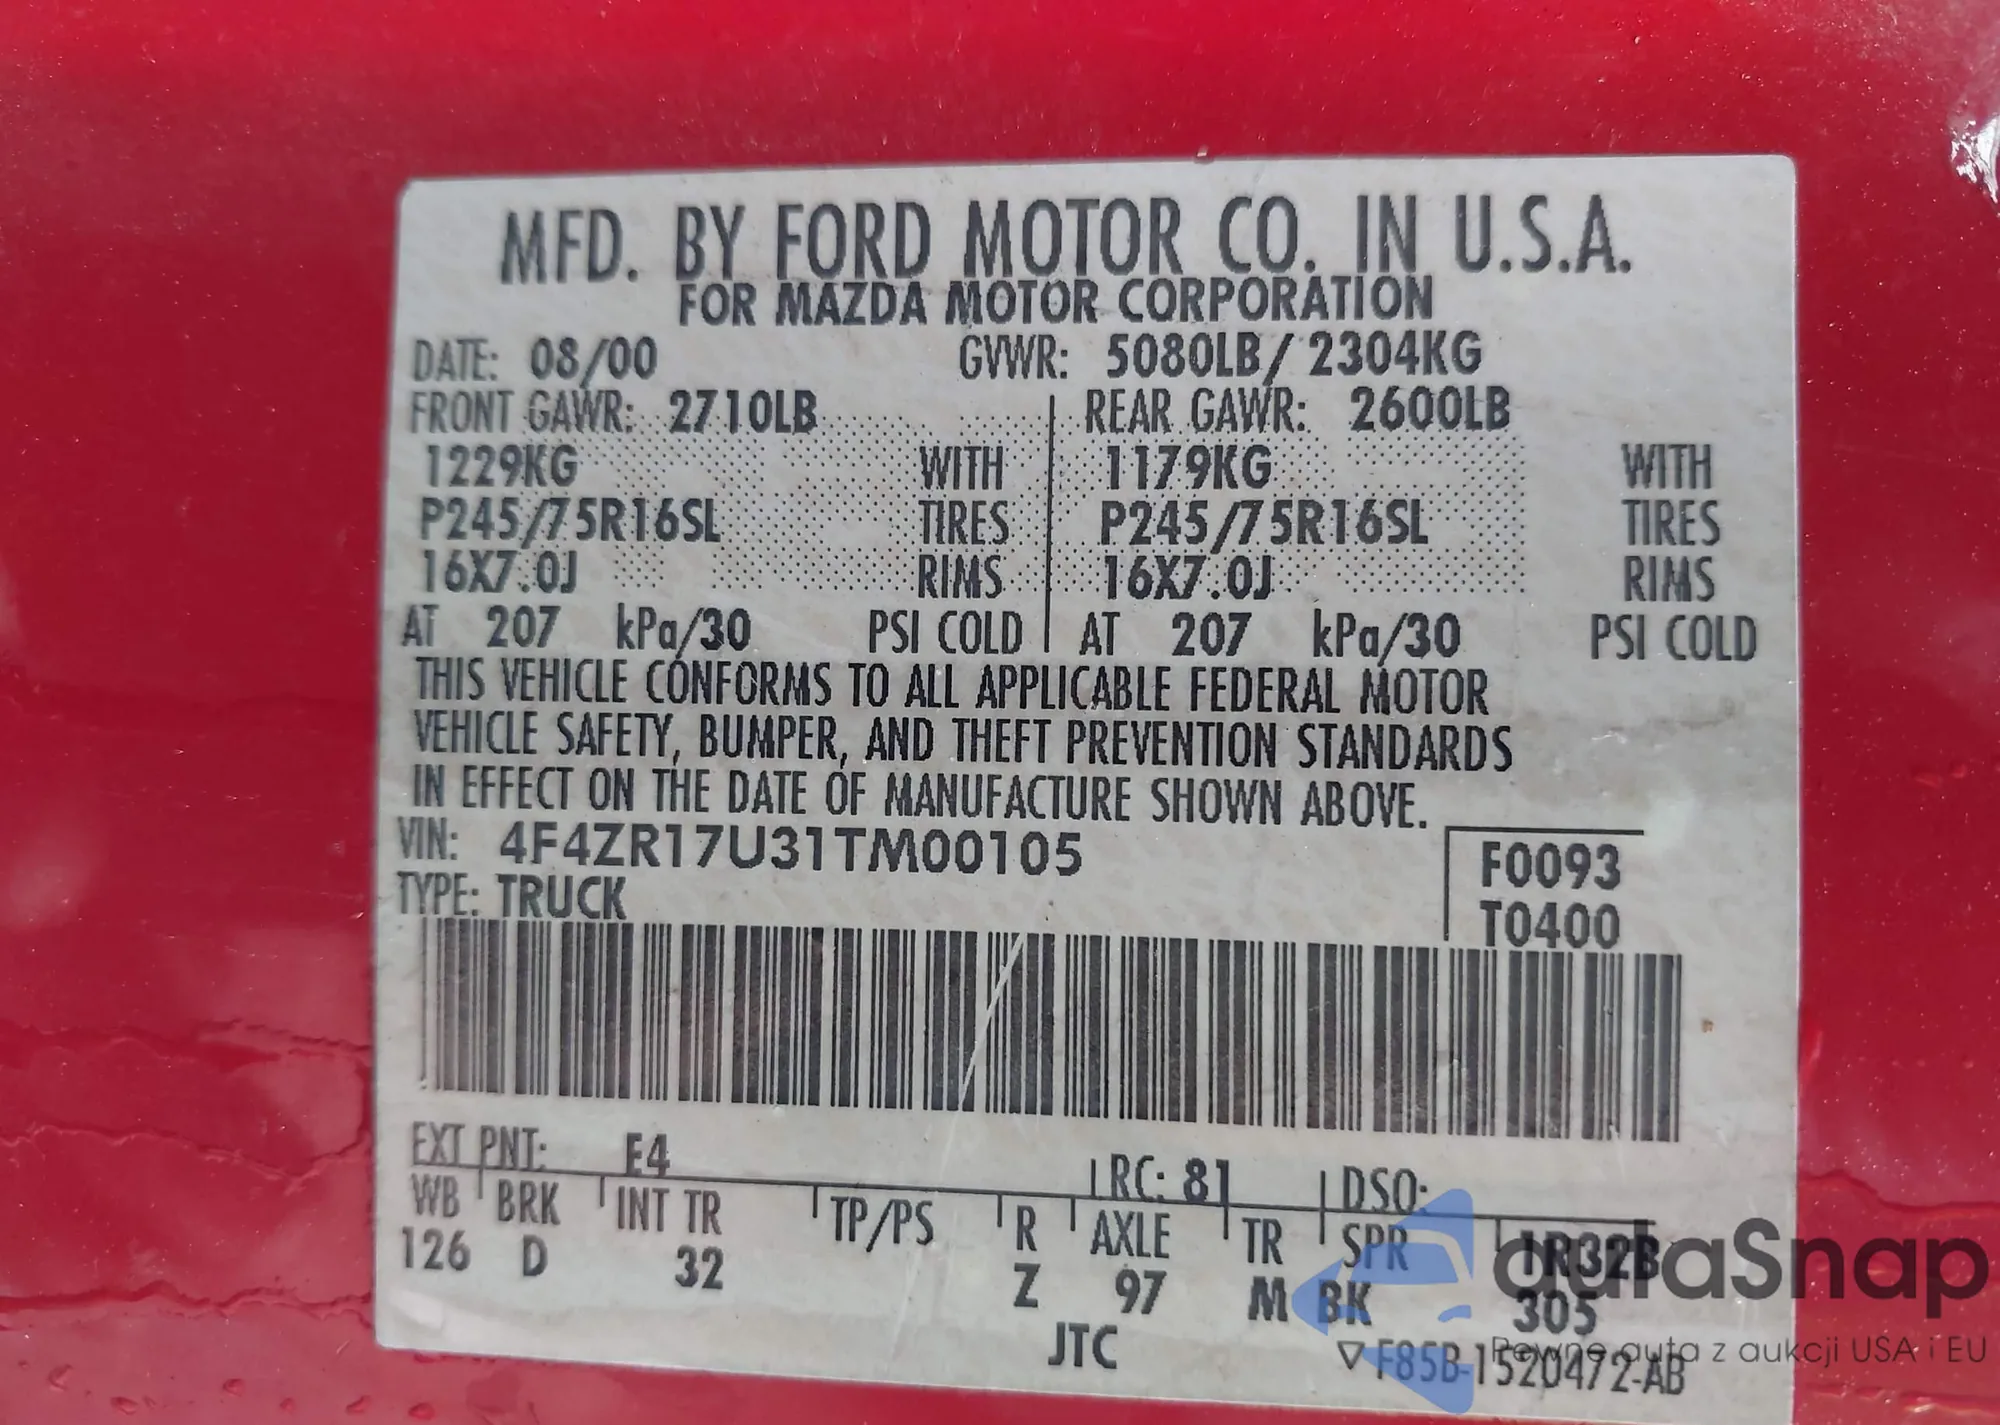 MFD. BY FORD MOTOR CO. IN U.S.A.
FOR MAZDA MOTOR CORPORATION
DATE: 08/00 GVWR: 5080LB/ 2304KG
FRONT GAWR: 2710LB REAR GAWR: 2600LB
1229KG WITH 1179KG WITH
P245/75R16SL TIRES P245/75R16SL TIRES
16X7.0J RIMS 16X7.0J RIMS
AT 207 kPa/30 PSI COLD AT 207 kPa/30 PSI COLD
THIS VEHICLE CONFORMS TO ALL APPLICABLE FEDERAL MOTOR
VEHICLE SAFETY, BUMPER, AND THEFT PREVENTION STANDARDS
IN EFFECT ON THE DATE OF MANUFACTURE SHOWN ABOVE.
VIN: 4F4ZR17U31TM00105 F0093
TYPE: TRUCK T0400
EXT PNT: E4 RC: 81 DSO:
WB BRK INT TR TP/PS R AXLE TR SPR 1R32B
126 D 32 Z 97 M BK 305
JTC ▽ F85B-1520472-AB
autaSnap
Pewne auta z aukcji USA i EU